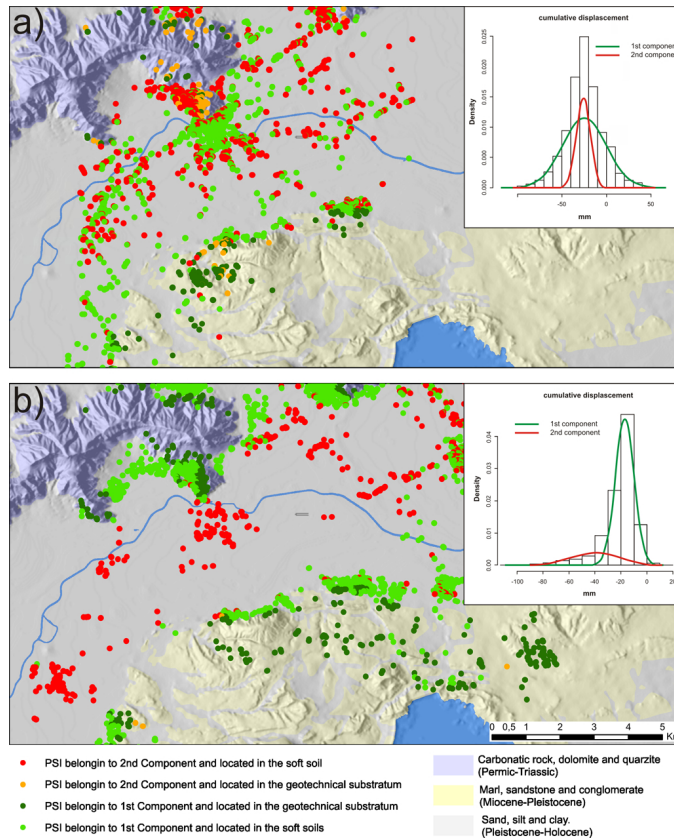 a)
cumulative displacement
1st component
2nd compone
Density
0.000
0.005
0.010
0.015
0.020
0.025
-100
-50
0
50
mm
b)
cumulative displacement
1st component
2nd component
Density
0.00
0.01
0.02
0.03
0.04
-100
-80
-60
-40
-20
0
20
mm
0 0,5 1 2 3 4 5
Km
PSI belongin to 2nd Component and located in the soft soil
PSI belongin to 2nd Component and located in the geotechnical substratum
PSI belongin to 1st Component and located in the geotechnical substratum
PSI belongin to 1st Component and located in the soft soils
Carbonatic rock, dolomite and quarzite
(Permic-Triassic)
Marl, sandstone and conglomerate
(Miocene-Pleistocene)
Sand, silt and clay.
(Pleistocene-Holocene)